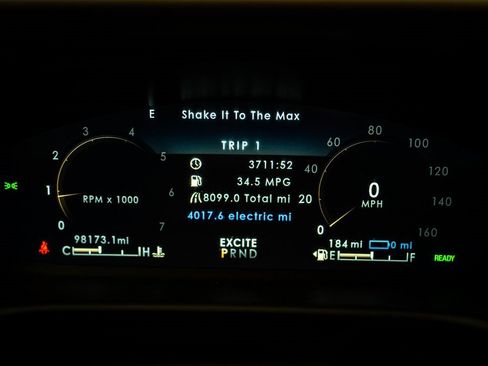 E Shake It To The Max
TRIP 1
3711:52
34.5 MPG
8099.0 Total mi
4017.6 electric mi
0 1 2 3 4 5 6 7
RPM x 1000
0 20 40 60 80 100 120 140 160
0
MPH
98173.1mi
C H
EXCITE
PRND
184 mi 0 mi
E F
READY